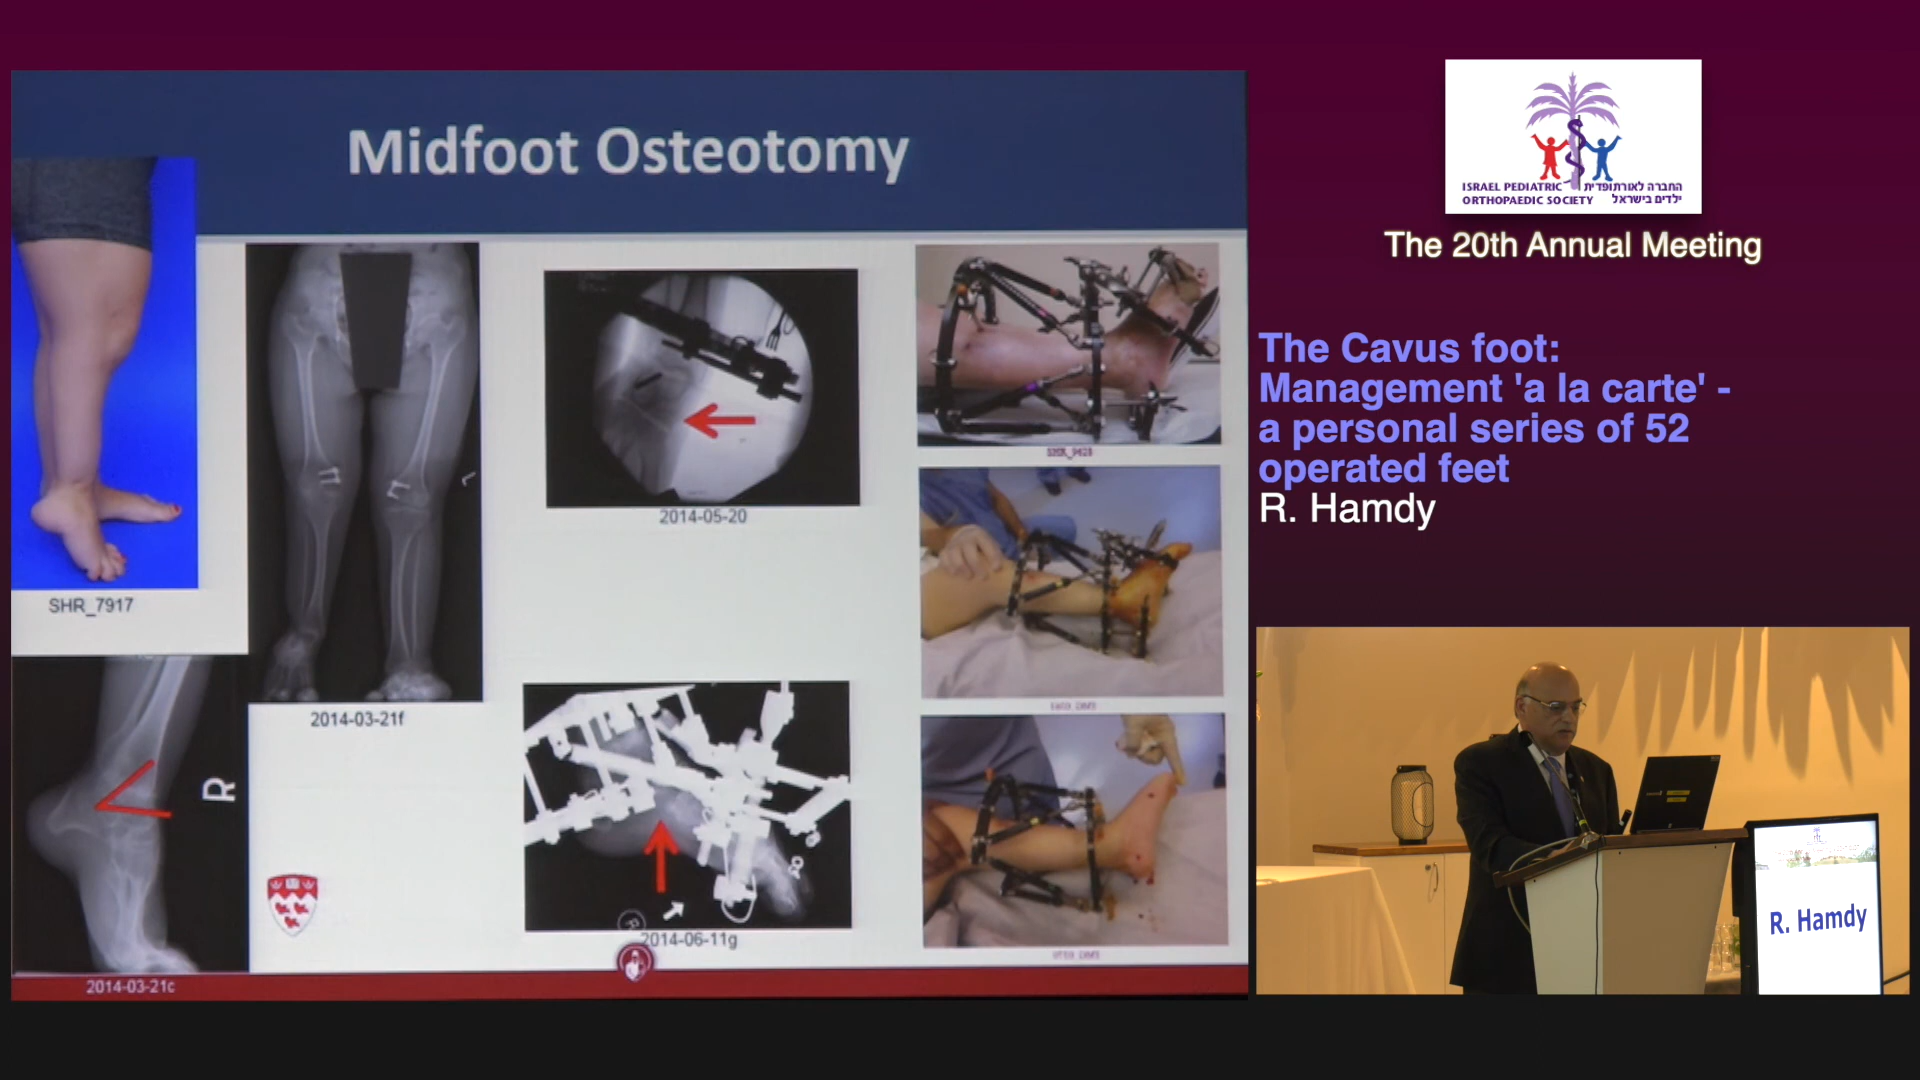 Midfoot Osteotomy
SHR_7917
2014-03-21f
R
2014-03-21c
2014-05-20
2014-06-11g
ISRAEL PEDIATRIC
ORTHOPAEDIC SOCIETY
החברה לאורתופדית
ילדים בישראל
The 20th Annual Meeting
The Cavus foot:
Management 'a la carte' -
a personal series of 52
operated feet
R. Hamdy
R. Hamdy